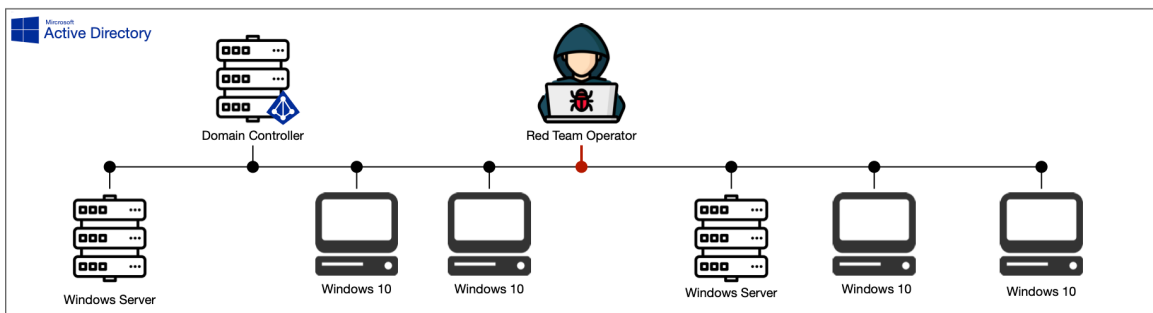 Mircrosoft
Active Directory
Domain Controller
Red Team Operator
Windows Server
Windows 10
Windows 10
Windows Server
Windows 10
Windows 10